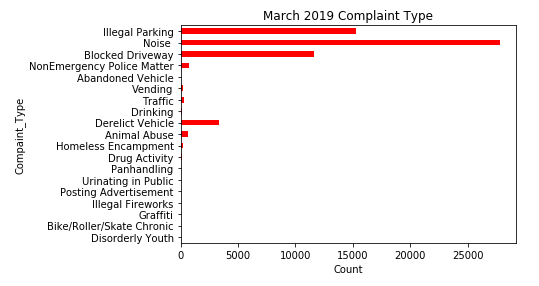 March 2019 Complaint Type
Illegal Parking
Noise
Blocked Driveway
NonEmergency Police Matter
Abandoned Vehicle
Vending
Traffic
Drinking
Derelict Vehicle
Animal Abuse
Homeless Encampment
Drug Activity
Panhandling
Urinating in Public
Posting Advertisement
Illegal Fireworks
Graffiti
Bike/Roller/Skate Chronic
Disorderly Youth
Compaint_Type
0 5000 10000 15000 20000 25000
Count